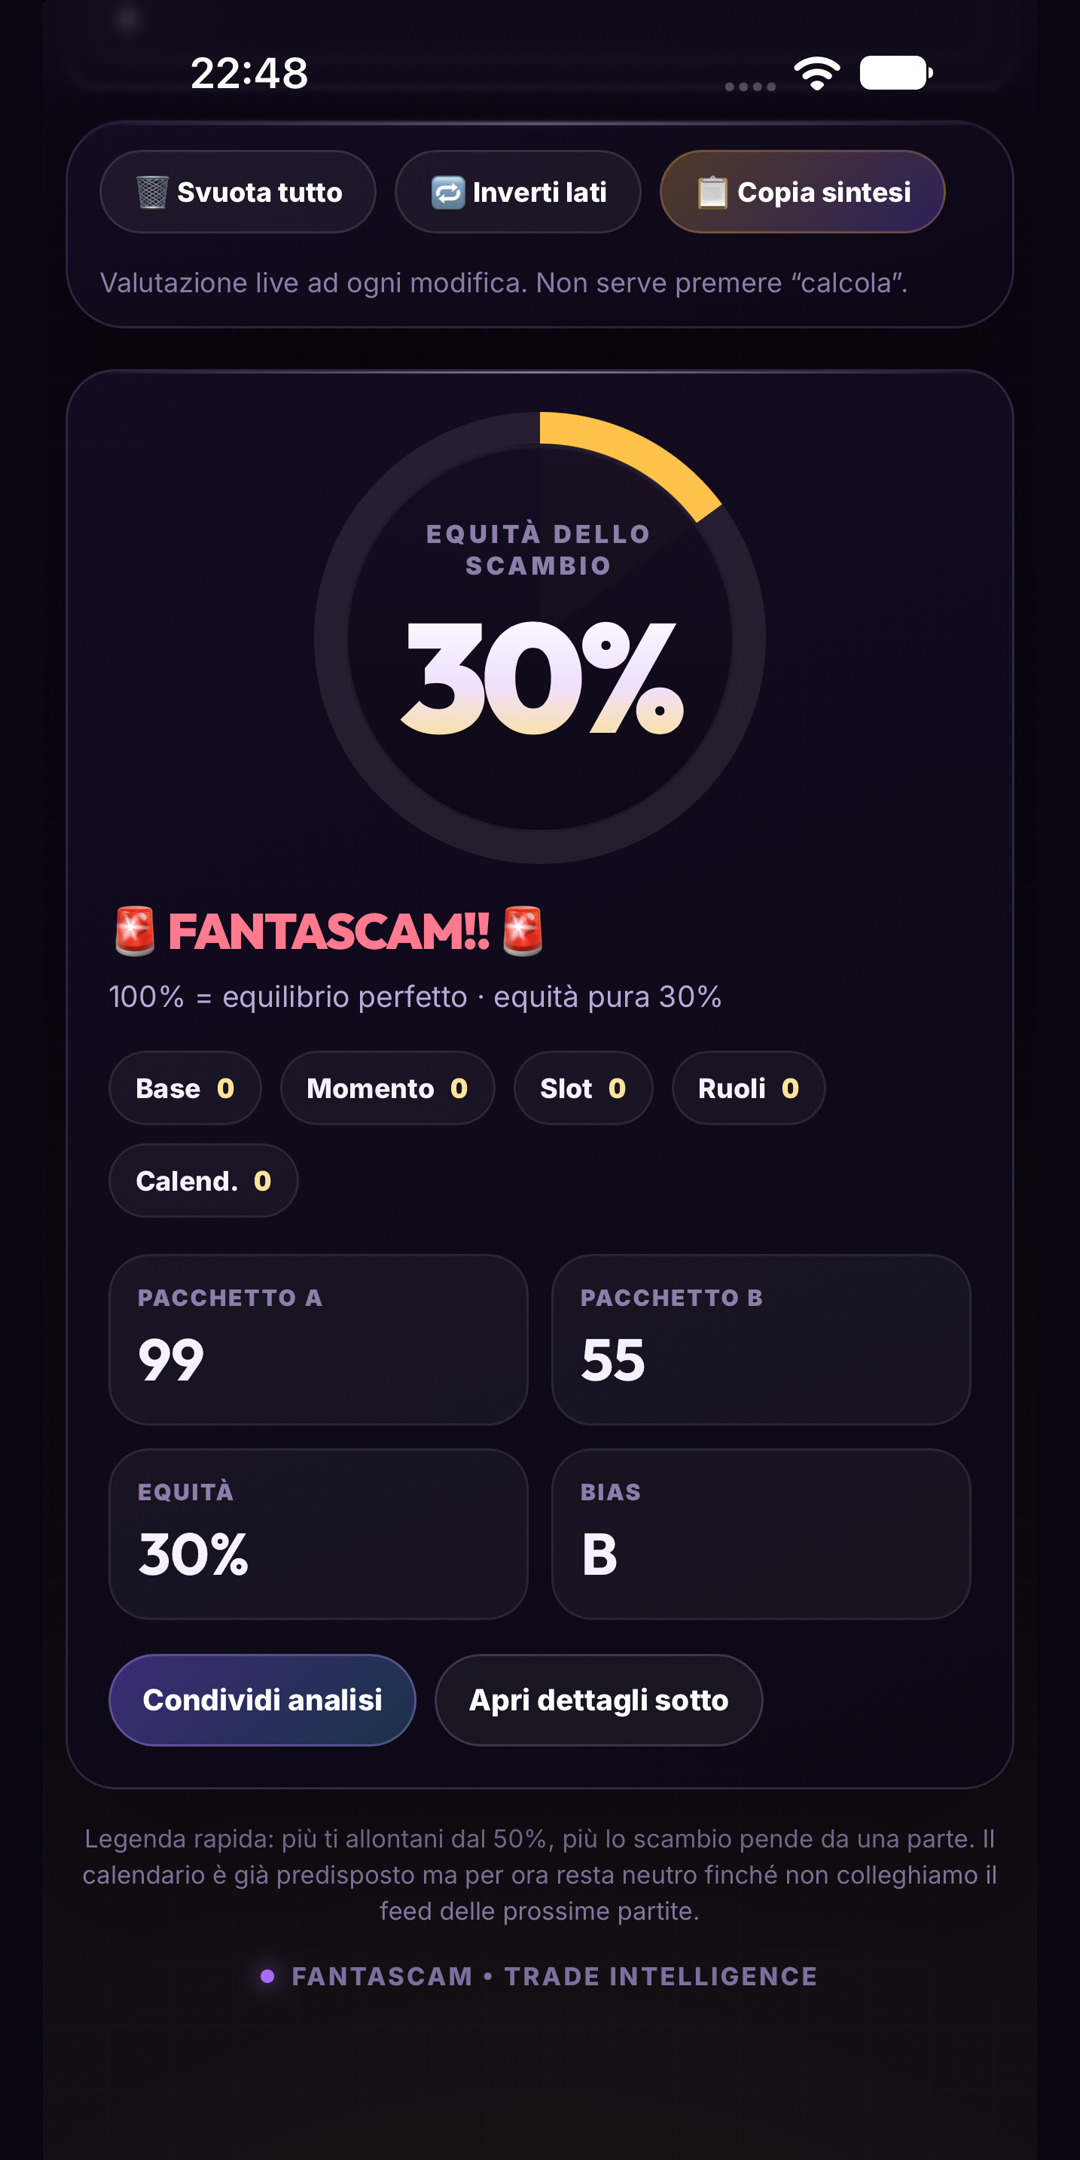 22:48
Svuota tutto
Inverti lati
Copia sintesi
Valutazione live ad ogni modifica. Non serve premere “calcola”.
EQUITÀ DELLO
SCAMBIO
30%
FANTASCAM!!
100% = equilibrio perfetto · equità pura 30%
Base 0
Momento 0
Slot 0
Ruoli 0
Calend. 0
PACCHETTO A
99
PACCHETTO B
55
EQUITÀ
30%
BIAS
B
Condividi analisi
Apri dettagli sotto
Legenda rapida: più ti allontani dal 50%, più lo scambio pende da una parte. Il
calendario è già predisposto ma per ora resta neutro finché non colleghiamo il
feed delle prossime partite.
FANTASCAM • TRADE INTELLIGENCE